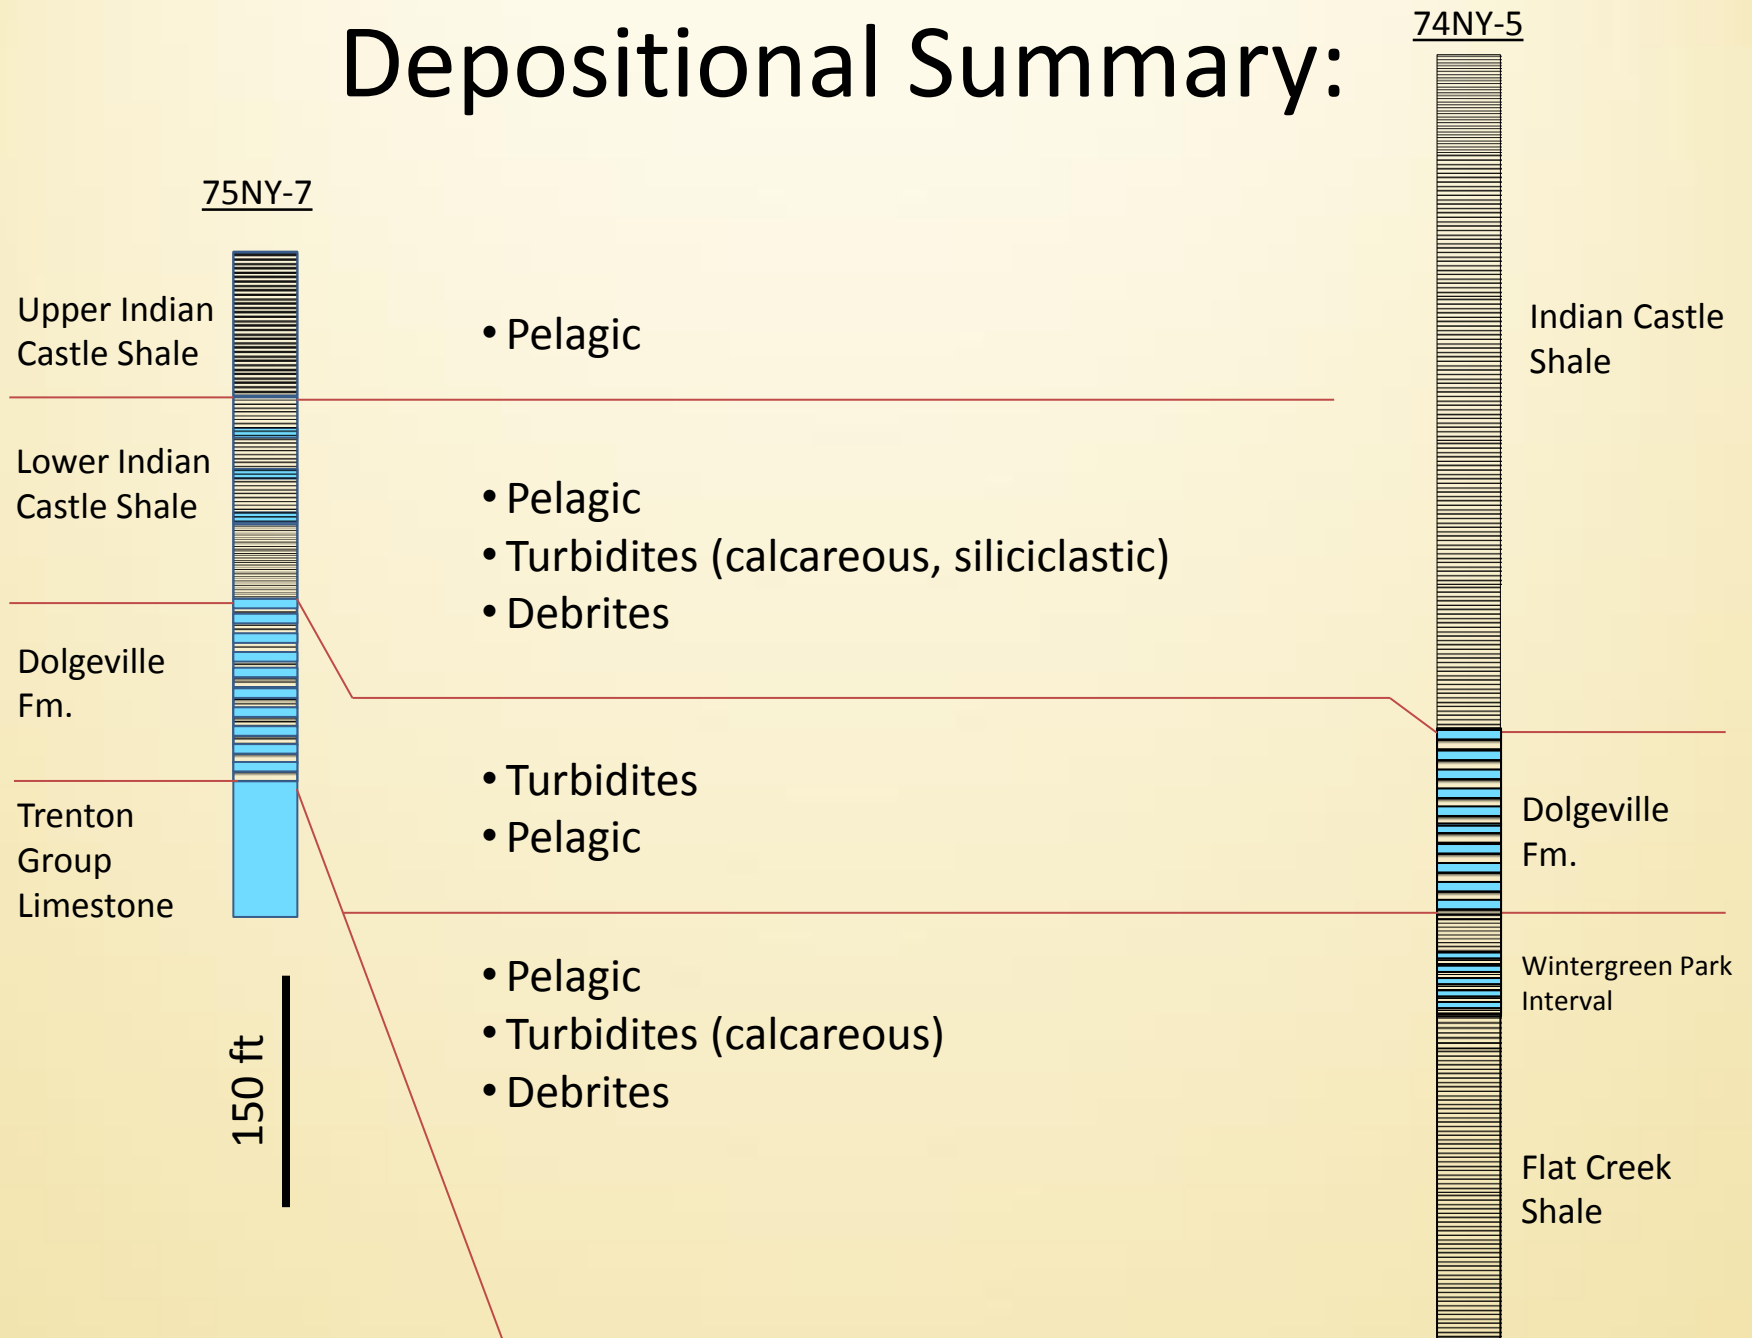 Depositional Summary:
74NY-5
75NY-7
Upper Indian
Castle Shale
• Pelagic
Indian Castle
Shale
Lower Indian
Castle Shale
• Pelagic
• Turbidites (calcareous, siliciclastic)
• Debrites
Dolgeville
Fm.
• Turbidites
• Pelagic
Dolgeville
Fm.
Trenton
Group
Limestone
• Pelagic
• Turbidites (calcareous)
• Debrites
Wintergreen Park
Interval
150 ft
Flat Creek
Shale